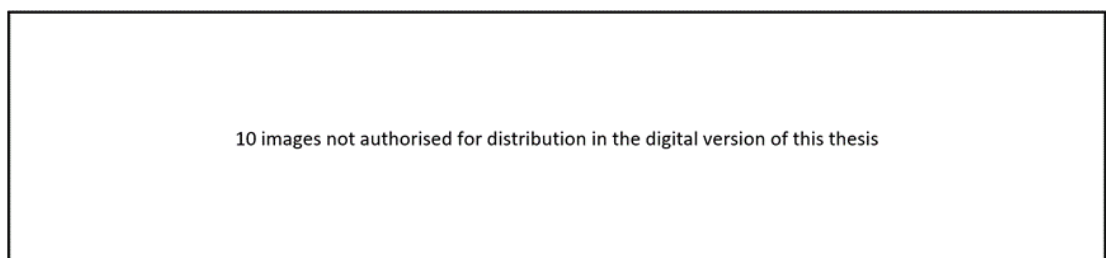 10 images not authorised for distribution in the digital version of this thesis